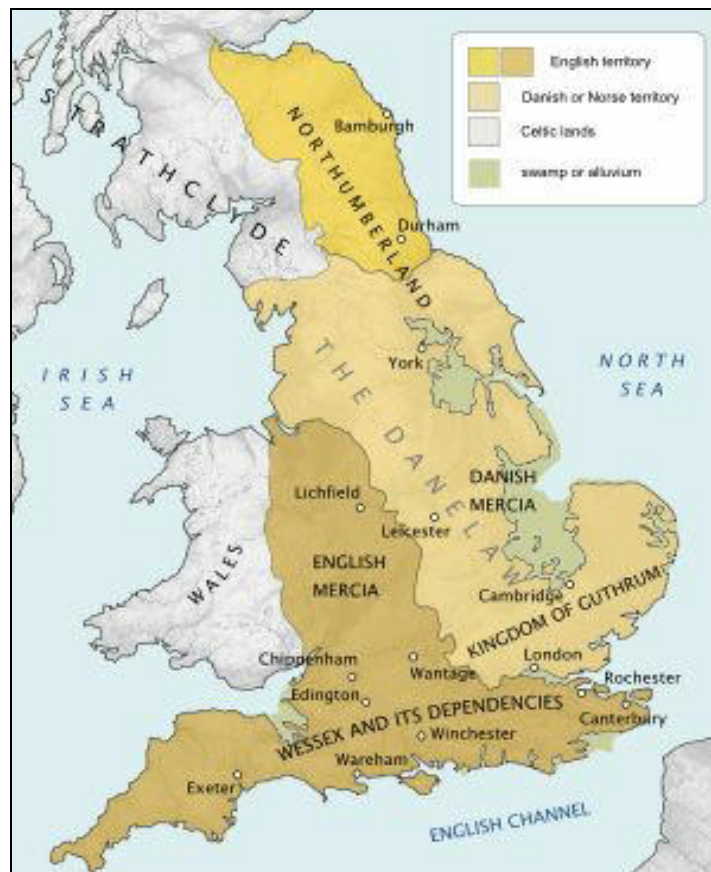 English territory
Danish or Norse territory
Celtic lands
swamp or alluvium
STRATHCLYDE
NORTHUMBERLAND
Bamburgh
Durham
IRISH
SEA
York
NORTH
SEA
THE DANELAW
DANISH
MERCIA
Lichfield
Leicester
ENGLISH
MERCIA
WALES
Cambridge
KINGDOM OF GUTHRUM
Chippenham
Wantage
London
Edington
Rochester
WESSEX AND ITS DEPENDENCIES
Canterbury
Winchester
Wareham
Exeter
ENGLISH CHANNEL